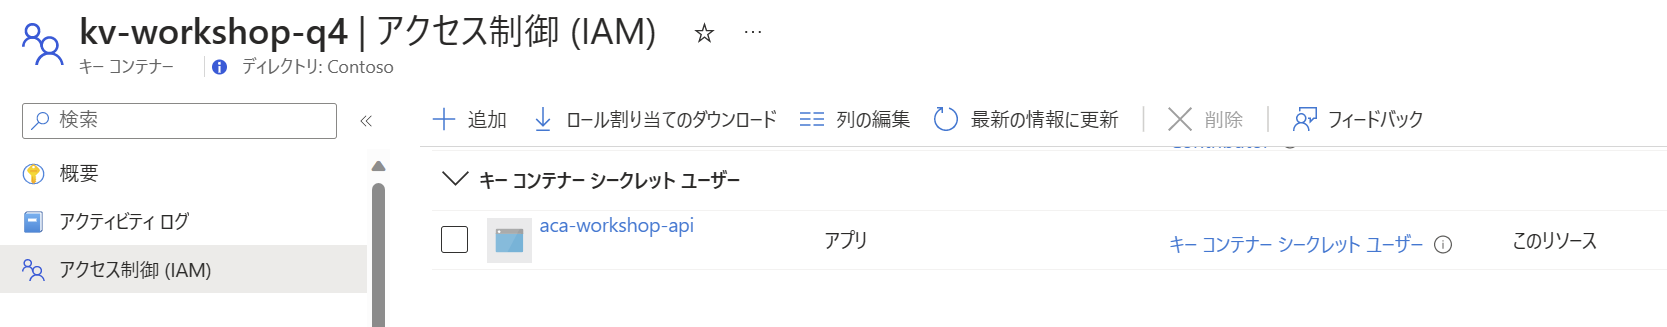 kv-workshop-q4 | アクセス制御 (IAM)
キー コンテナー
ディレクトリ: Contoso
検索
追加 ロール割り当てのダウンロード 列の編集 最新の情報に更新 削除 フィードバック
概要
アクティビティ ログ
アクセス制御 (IAM)
キー コンテナー シークレット ユーザー
aca-workshop-api アプリ キー コンテナー シークレット ユーザー このリソース